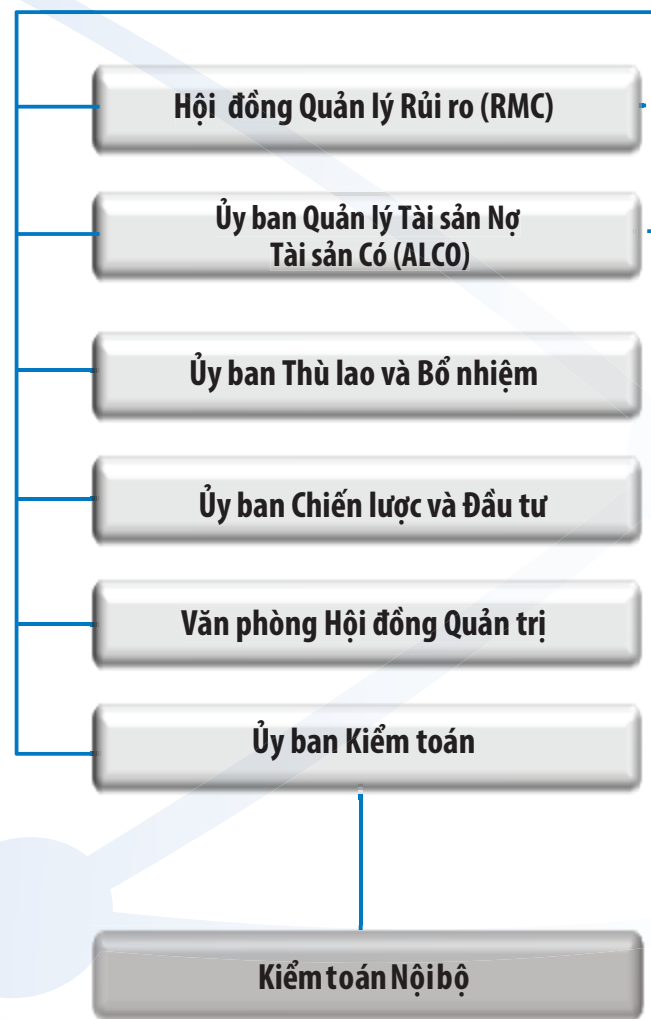 Hội đồng Quản lý Rủi ro (RMC)
Ủy ban Quản lý Tài sản Nợ
Tài sản Có (ALCO)
Ủy ban Thù lao và Bổ nhiệm
Ủy ban Chiến lược và Đầu tư
Văn phòng Hội đồng Quản trị
Ủy ban Kiểm toán
Kiểm toán Nội bộ